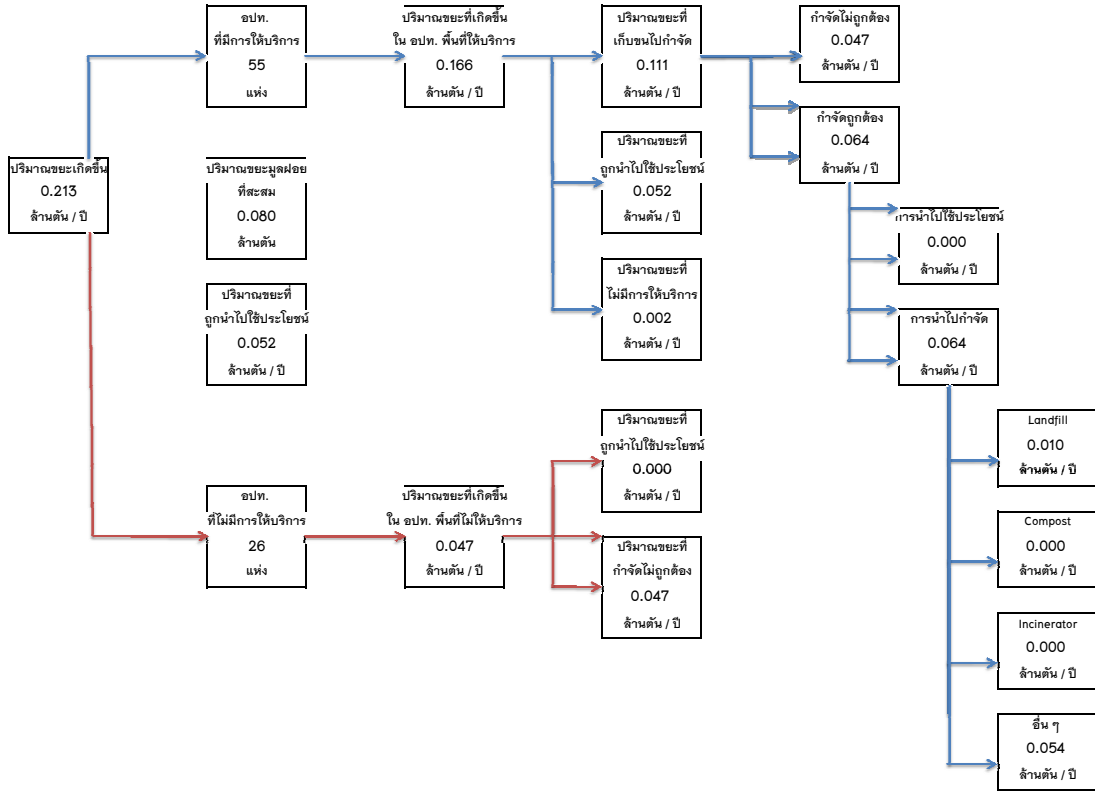 ปริมาณขยะเกิดขึ้น
0.213
ล้านตัน / ปี
อปท.
ที่มีการให้บริการ
55
แห่ง
ปริมาณขยะที่เกิดขึ้น
ใน อปท. พื้นที่ให้บริการ
0.166
ล้านตัน / ปี
ปริมาณขยะที่
เก็บขนไปกำจัด
0.111
ล้านตัน / ปี
กำจัดไม่ถูกต้อง
0.047
ล้านตัน / ปี
กำจัดถูกต้อง
0.064
ล้านตัน / ปี
ปริมาณขยะมูลฝอย
ที่สะสม
0.080
ล้านตัน
ปริมาณขยะที่
ถูกนำไปใช้ประโยชน์
0.052
ล้านตัน / ปี
ปริมาณขยะที่
ถูกนำไปใช้ประโยชน์
0.052
ล้านตัน / ปี
ปริมาณขยะที่
ไม่มีการให้บริการ
0.002
ล้านตัน / ปี
การนำไปใช้ประโยชน์
0.000
ล้านตัน / ปี
การนำไปกำจัด
0.064
ล้านตัน / ปี
อปท.
ที่ไม่มีการให้บริการ
26
แห่ง
ปริมาณขยะที่เกิดขึ้น
ใน อปท. พื้นที่ไม่ให้บริการ
0.047
ล้านตัน / ปี
ปริมาณขยะที่
ถูกนำไปใช้ประโยชน์
0.000
ล้านตัน / ปี
ปริมาณขยะที่
กำจัดไม่ถูกต้อง
0.047
ล้านตัน / ปี
Landfill
0.010
ล้านตัน / ปี
Compost
0.000
ล้านตัน / ปี
Incinerator
0.000
ล้านตัน / ปี
อื่น ๆ
0.054
ล้านตัน / ปี